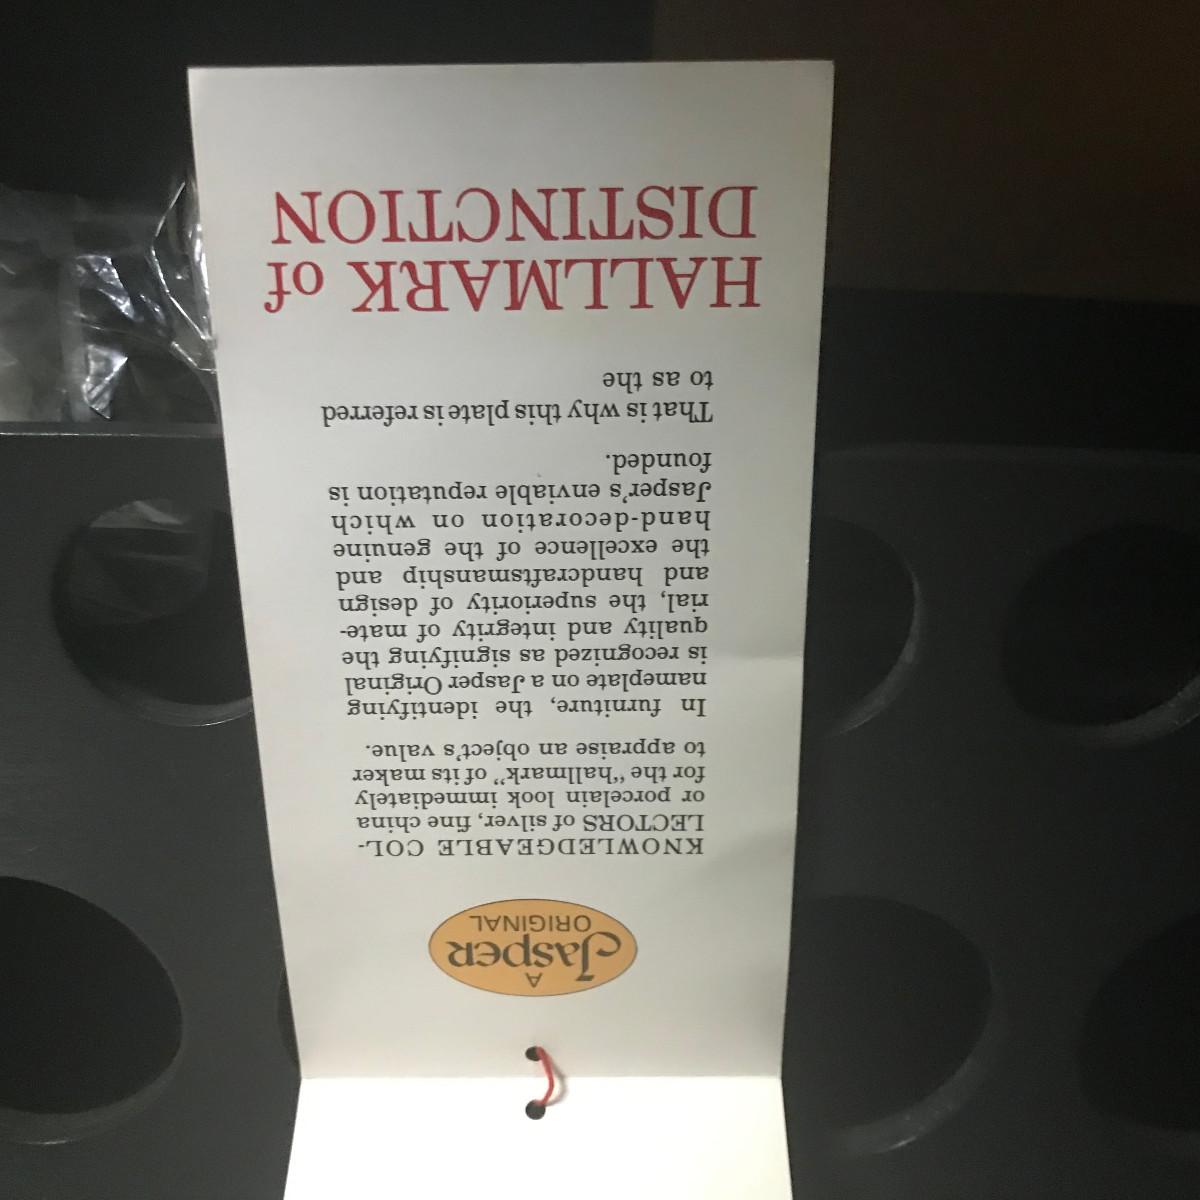 A
JASPER
ORIGINAL
KNOWLEDGEABLE COL-
LECTORS of silver, fine china
or porcelain look immediately
for the "hallmark" of its maker
to appraise an object's value.
In furniture, the identifying
nameplate on a Jasper Original
is recognized as signifying the
quality and integrity of mate-
rial, the superiority of design
and handcraftsmanship and
the excellence of the genuine
hand-decoration on which
Jasper's enviable reputation is
founded.
That is why this plate is referred
to as the
HALLMARK of
DISTINCTION